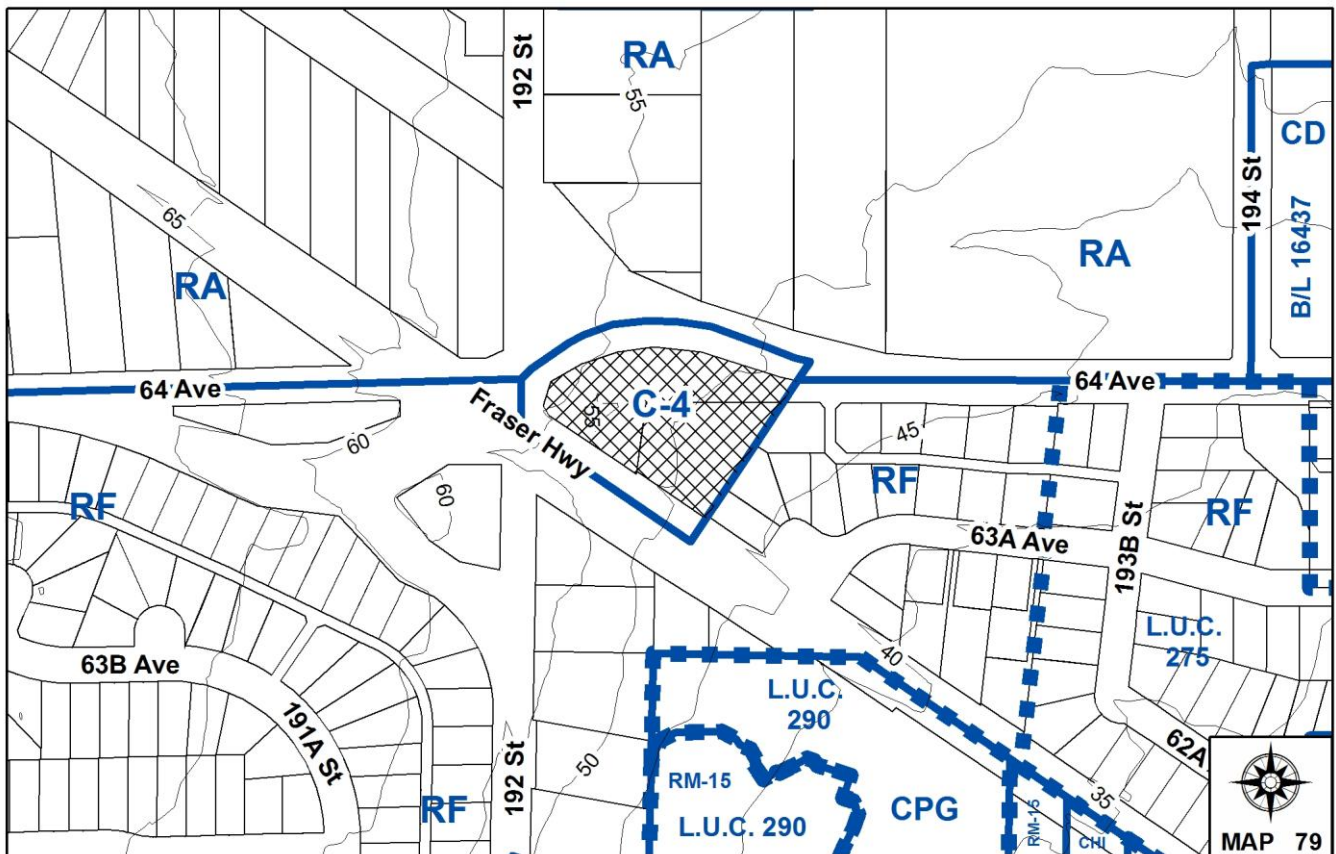 192 St
RA
55
194 St
CD
B/L 16437
65
RA
RA
64 Ave
C-4
55
64 Ave
Fraser Hwy
60
45
RF
60
RF
RF
63A Ave
193B St
63B Ave
191A St
L.U.C.
275
40
L.U.C.
290
62A
192 St
50
RM-15
35
RF
L.U.C. 290
CPG
RM-15
CHI
MAP 79